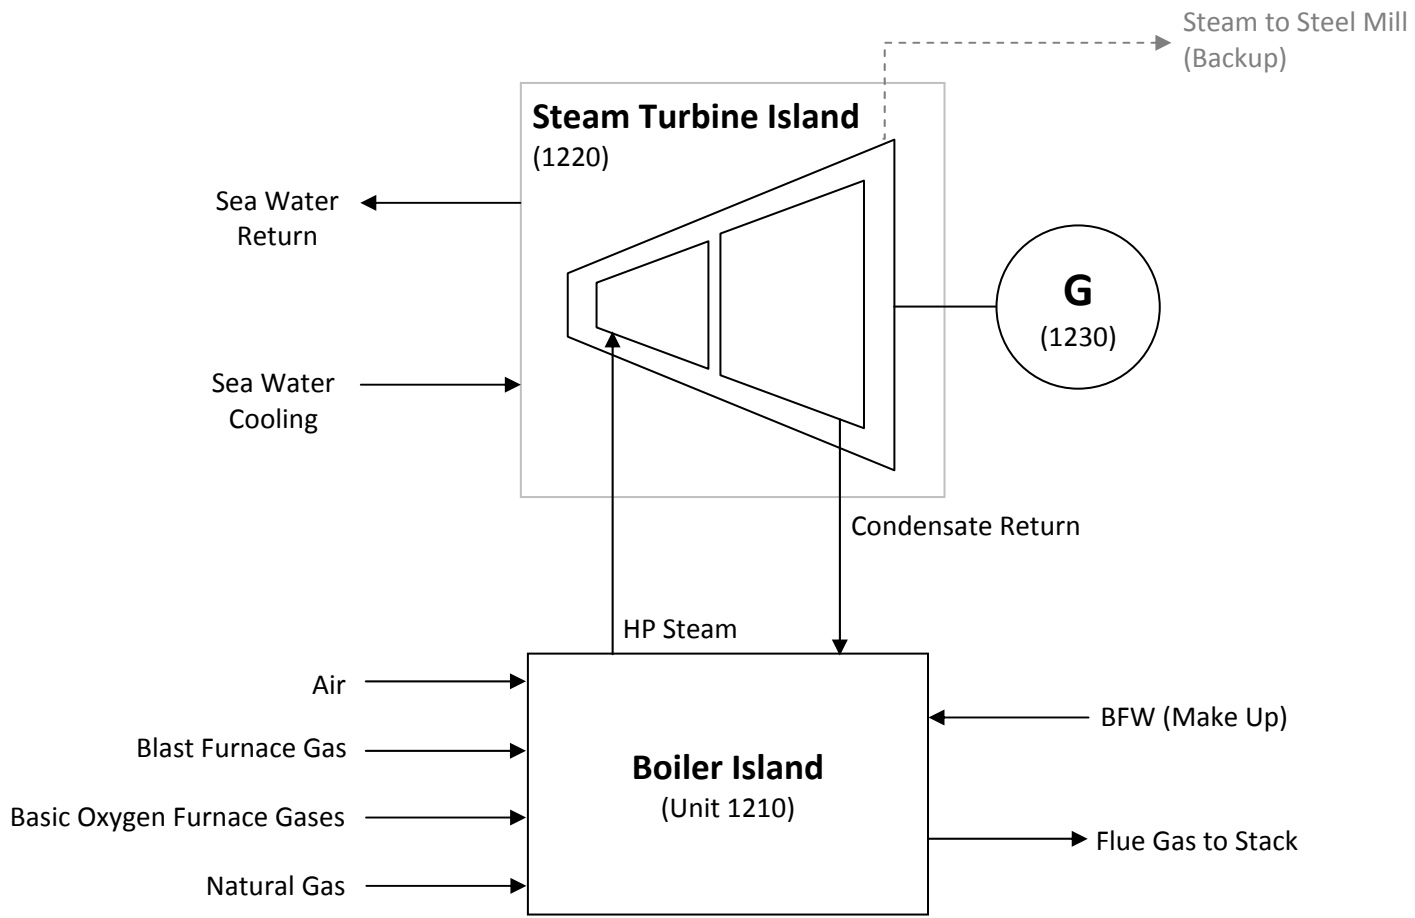 Steam to Steel Mill
(Backup)
Steam Turbine Island
(1220)
Sea Water
Return
G
(1230)
Sea Water
Cooling
Condensate Return
HP Steam
Air
BFW (Make Up)
Blast Furnace Gas
Boiler Island
(Unit 1210)
Basic Oxygen Furnace Gases
Flue Gas to Stack
Natural Gas